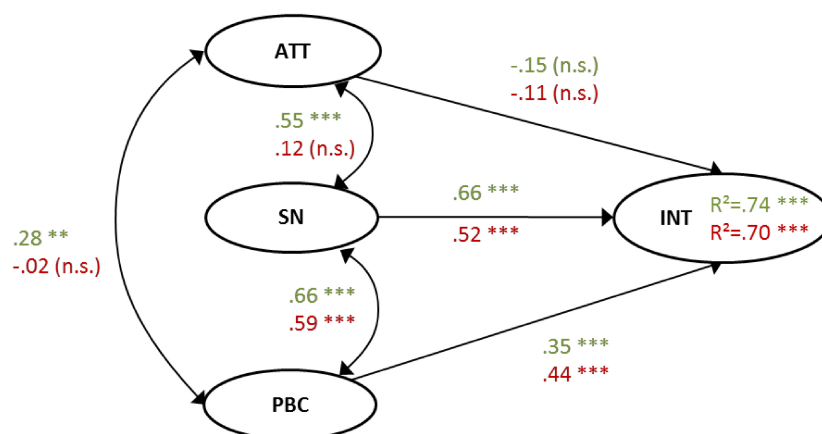 ATT
-.15 (n.s.)
-.11 (n.s.)
.55 ***
.12 (n.s.)
SN
.66 ***
.52 ***
INT
R²=.74 ***
R²=.70 ***
.28 **
-.02 (n.s.)
.66 ***
.59 ***
.35 ***
.44 ***
PBC